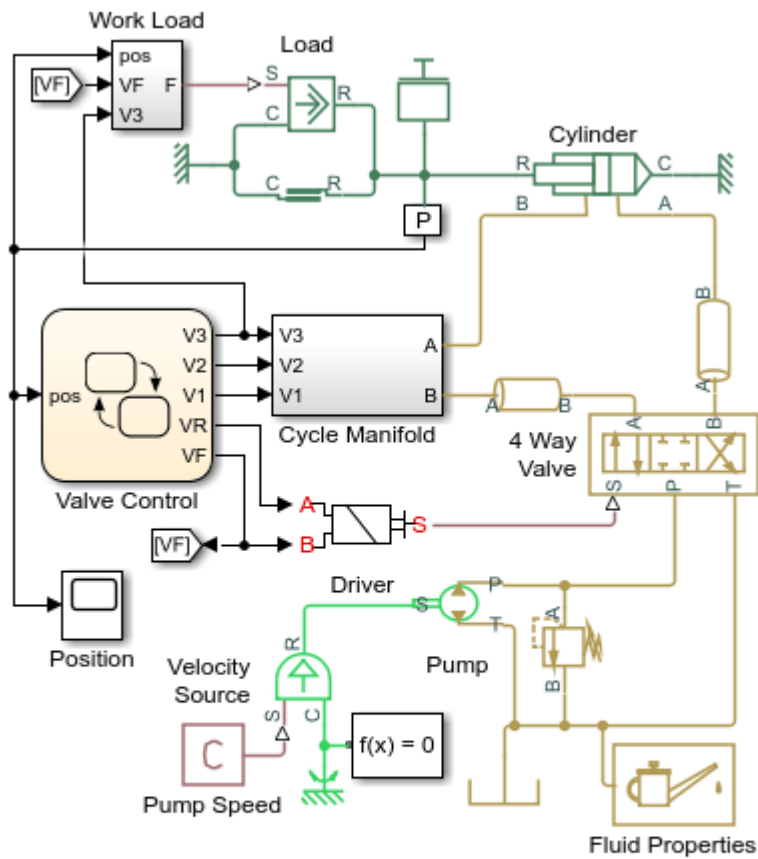 Work Load
pos
VF
V3
F
[VF]
Load
S
R
C
C
R
P
Cylinder
R
C
B
A
V3
V2
V1
VR
VF
pos
Valve Control
V3
V2
V1
A
B
Cycle Manifold
A
B
B
A
4 Way
Valve
A
B
S
P
T
A
B
S
[VF]
Position
Driver
S
P
T
Pump
A
B
Velocity
Source
R
S
C
C
Pump Speed
f(x) = 0
Fluid Properties